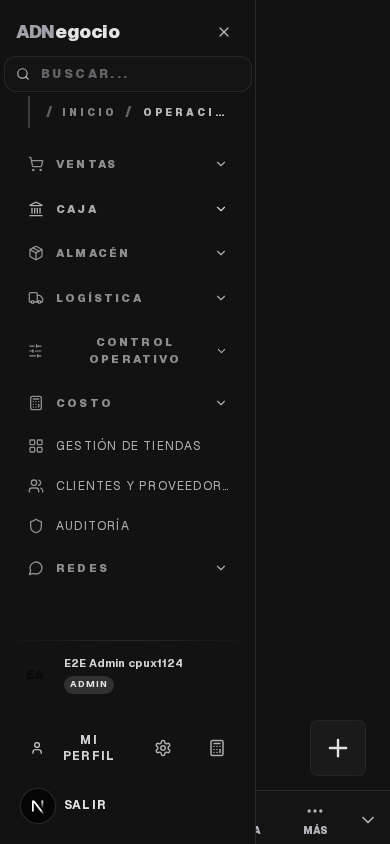 ADNegocio
BUSCAR...
/ INICIO / OPERACI…
VENTAS
CAJA
ALMACÉN
LOGÍSTICA
CONTROL
OPERATIVO
COSTO
GESTIÓN DE TIENDAS
CLIENTES Y PROVEEDOR…
AUDITORÍA
REDES
EA
E2E Admin cpux1124
ADMIN
MI
PERFIL
N
SALIR
A
MÁS